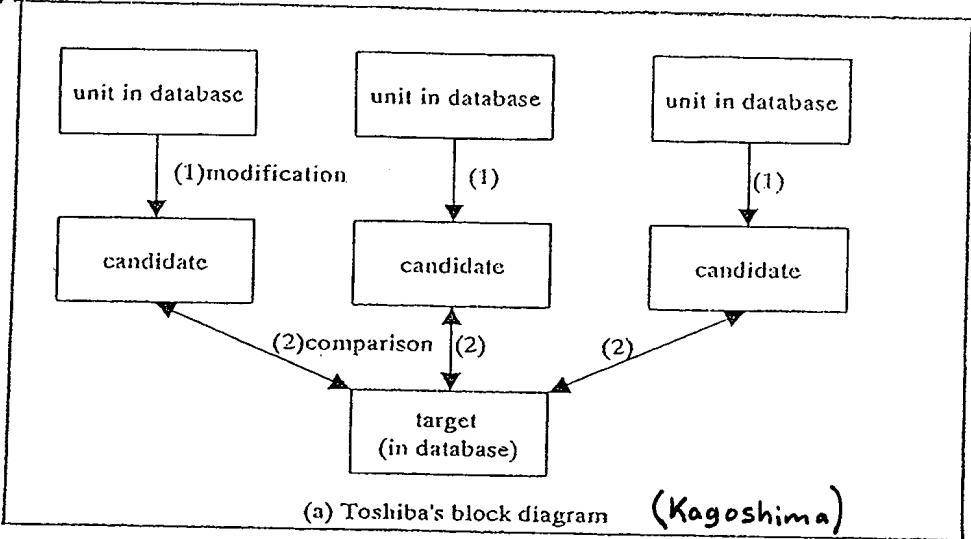 unit in database unit in database unit in database
(1)modification (1) (1)
candidate candidate candidate
(2)comparison (2) (2)
target
(in database)
(a) Toshiba's block diagram (Kagoshima)